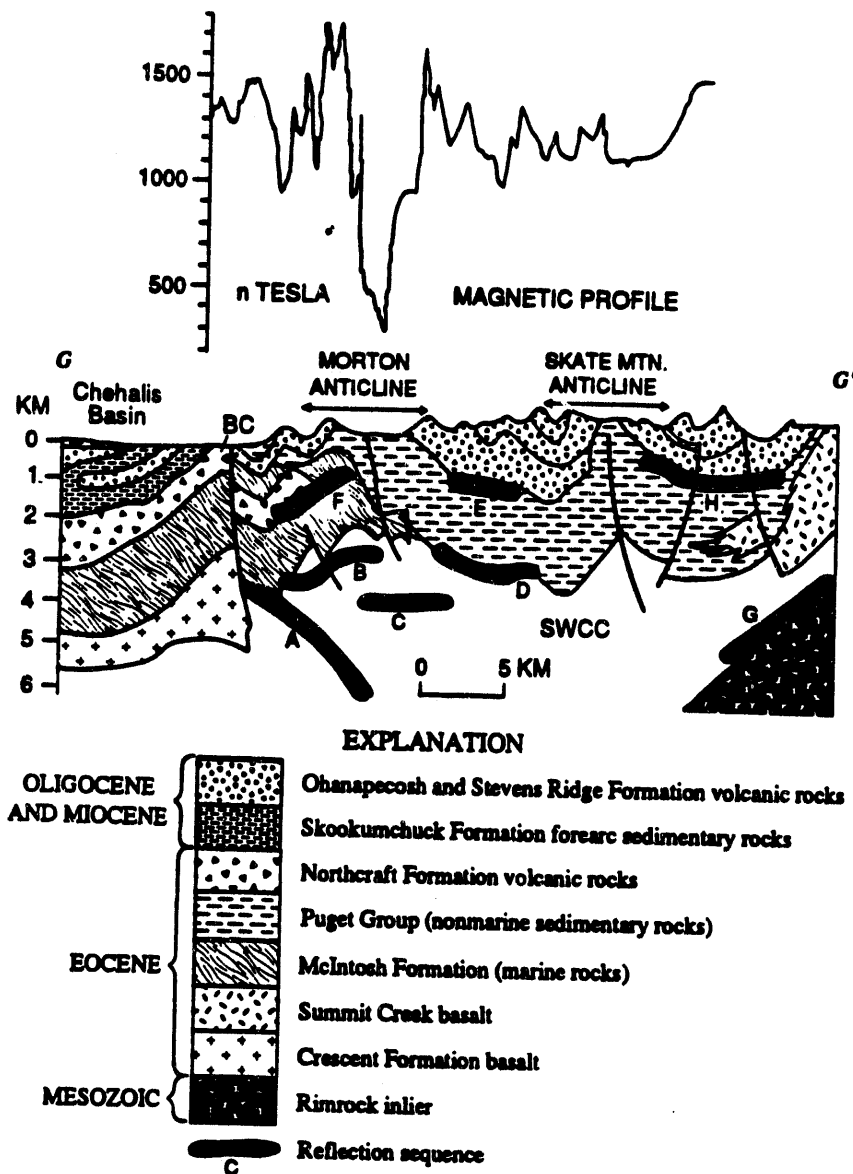 1500
1000
500
n TESLA
MAGNETIC PROFILE
G
G'
MORTON
ANTICLINE
SKATE MTN.
ANTICLINE
Chehalis
Basin
KM
BC
0
1
2
3
4
5
6
F
E
H
B
D
C
A
G
SWCC
0 5 KM
EXPLANATION
OLIGOCENE
AND MIOCENE
Ohanapecosh and Stevens Ridge Formation volcanic rocks
Skookumchuck Formation forearc sedimentary rocks
EOCENE
Northcraft Formation volcanic rocks
Puget Group (nonmarine sedimentary rocks)
McIntosh Formation (marine rocks)
Summit Creek basalt
Crescent Formation basalt
MESOZOIC
Rimrock inlier
C
Reflection sequence